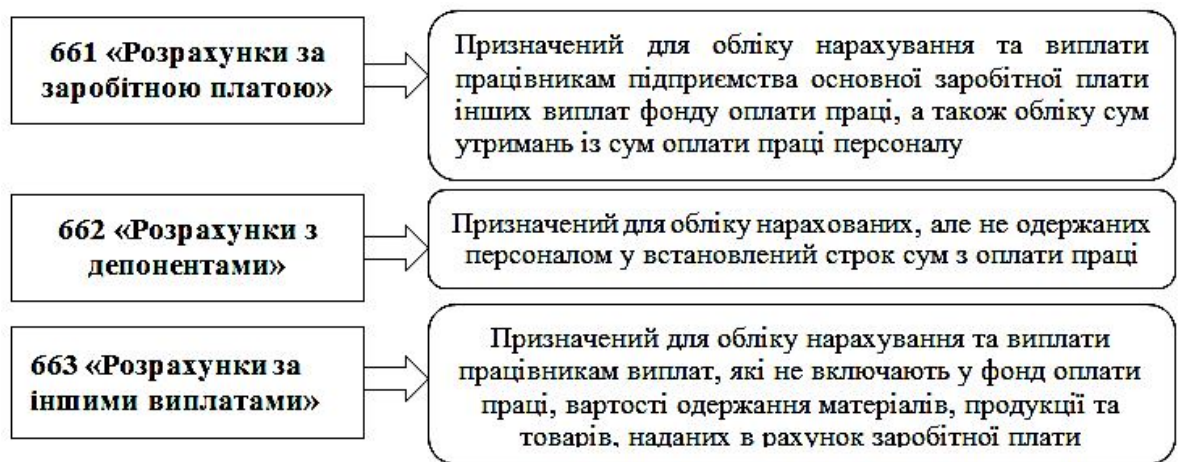 661 «Розрахунки за
заробітною платою»
Призначений для обліку нарахування та виплати
працівникам підприємства основної заробітної плати
інших виплат фонду оплати праці, а також обліку сум
утримань із сум оплати праці персоналу
662 «Розрахунки з
депонентами»
Призначений для обліку нарахованих, але не одержаних
персоналом у встановлений строк сум з оплати праці
663 «Розрахунки за
іншими виплатами»
Призначений для обліку нарахування та виплати
працівникам виплат, які не включають у фонд оплати
праці, вартості одержання матеріалів, продукції та
товарів, наданих в рахунок заробітної плати